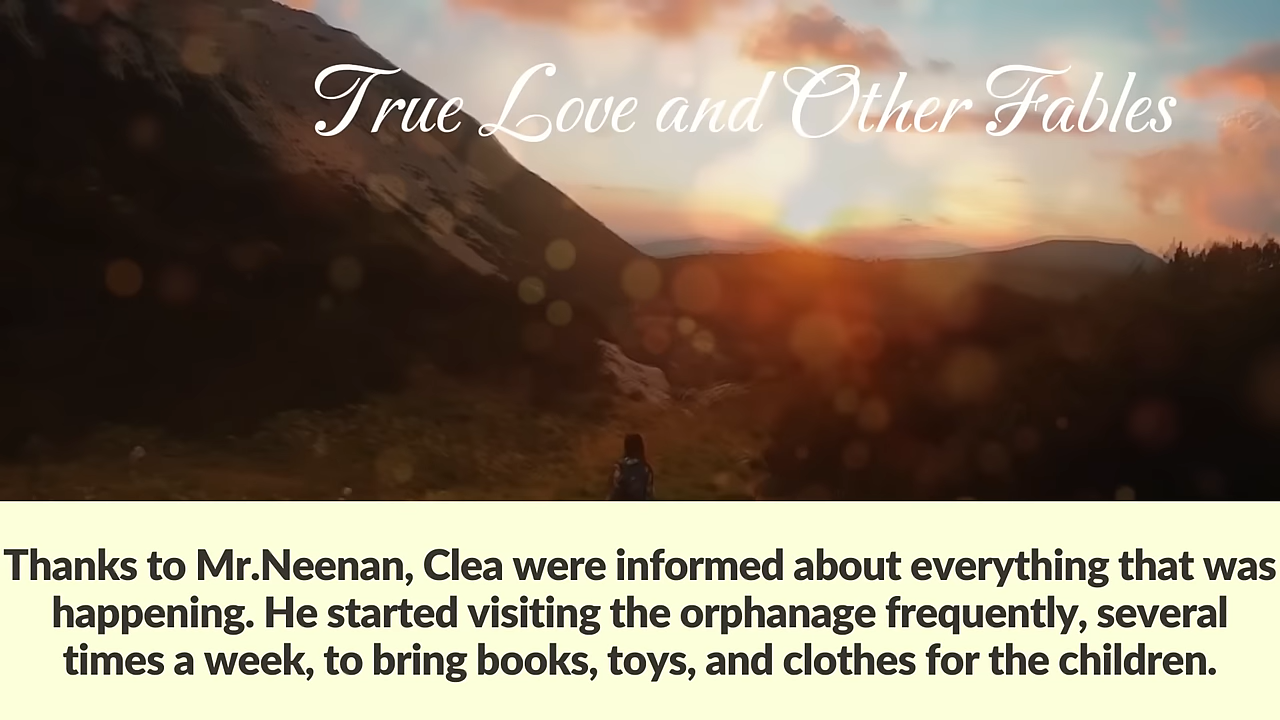 True Love and Other Fables
Thanks to Mr.Neenan, Clea were informed about everything that was
happening. He started visiting the orphanage frequently, several
times a week, to bring books, toys, and clothes for the children.